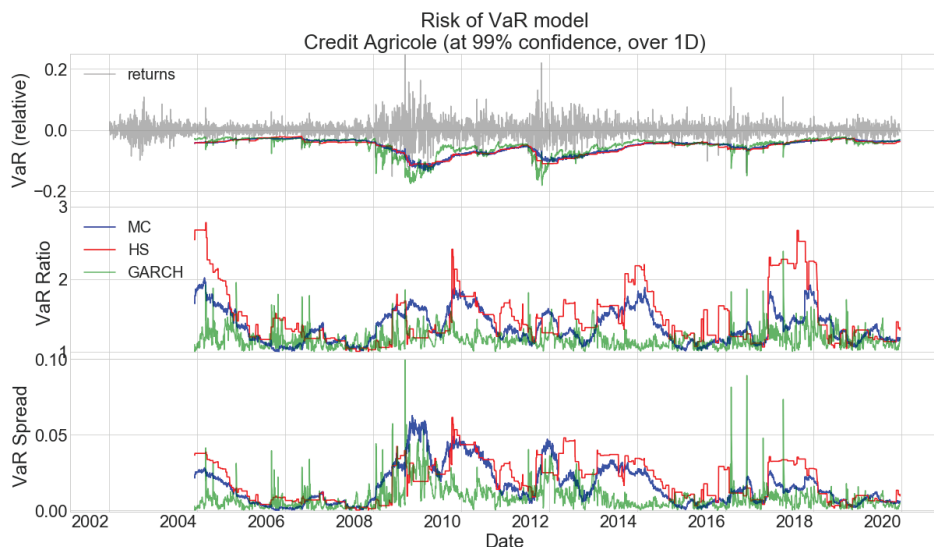 Risk of VaR model
Credit Agricole (at 99% confidence, over 1D)
VaR (relative)
0.2
0.0
−0.2
returns
VaR Ratio
3
2
1
MC
HS
GARCH
VaR Spread
0.10
0.05
0.00
2002 2004 2006 2008 2010 2012 2014 2016 2018 2020
Date